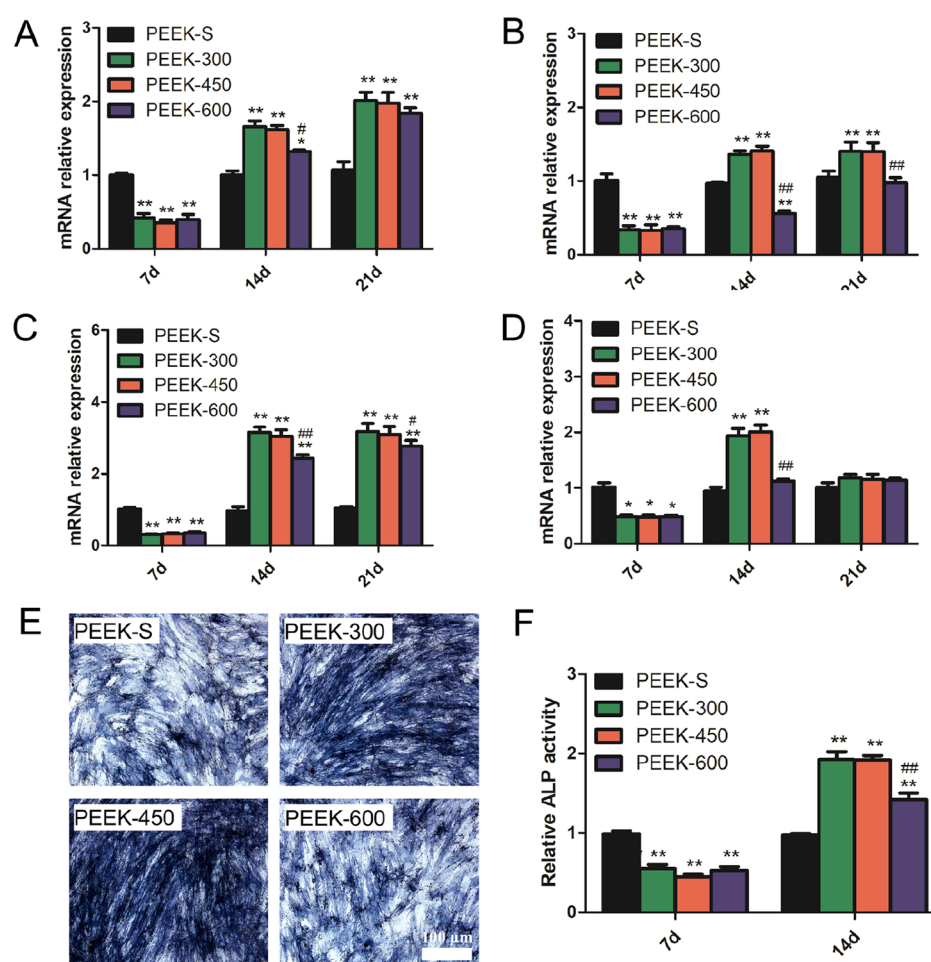 A
mRNA relative expression
3
2
1
0
PEEK-S
PEEK-300
PEEK-450
PEEK-600
** ** **
** ** # *
** ** **
7d 14d 21d
B
mRNA relative expression
3
2
1
0
PEEK-S
PEEK-300
PEEK-450
PEEK-600
** ** **
** ** ## **
** ** ##
7d 14d 21d
C
mRNA relative expression
6
4
2
0
PEEK-S
PEEK-300
PEEK-450
PEEK-600
** ** **
** ** ## **
** ** # **
7d 14d 21d
D
mRNA relative expression
4
3
2
1
0
PEEK-S
PEEK-300
PEEK-450
PEEK-600
* * *
** ** ##
7d 14d 21d
E
PEEK-S
PEEK-300
PEEK-450
PEEK-600
100 μm
F
Relative ALP activity
3
2
1
0
PEEK-S
PEEK-300
PEEK-450
PEEK-600
** ** **
** ** ## **
7d 14d